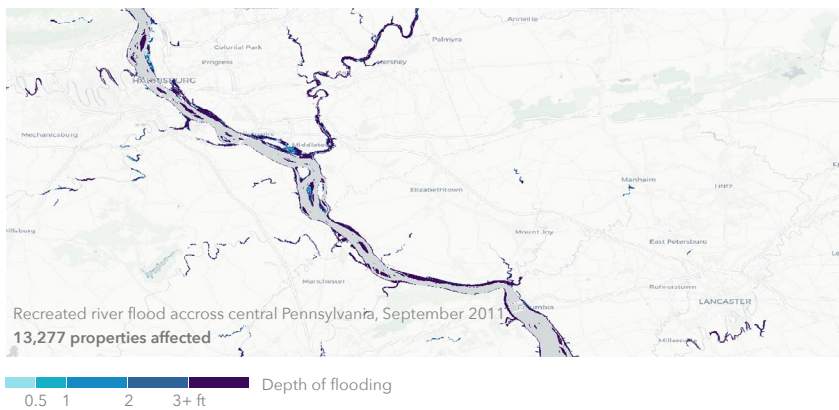 Annville
Palmyra
Colonial Park
Progress
Hershey
HARRISBURG
Mechanicsburg
Elizabethtown
Manheim
Mount Joy
East Petersburg
Manchester
Rohrerstown
LANCASTER
Columbia
Recreated river flood accross central Pennsylvania, September 2011
13,277 properties affected
Depth of flooding
0.5 1 2 3+ ft